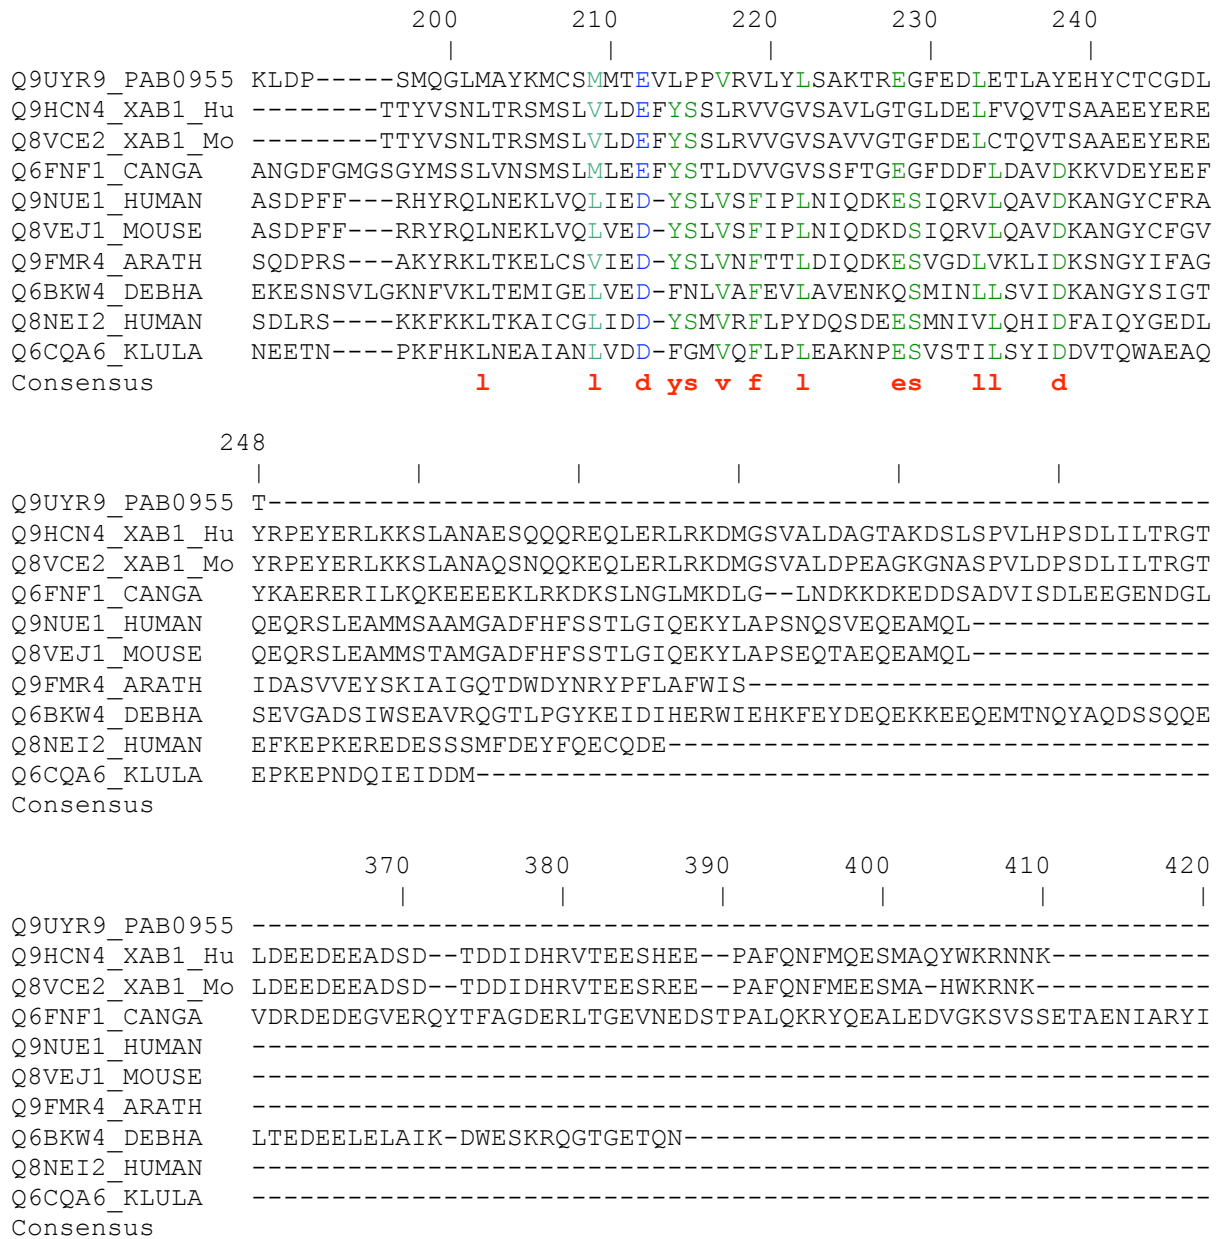 200 210 220 230 240
| | | | |
Q9UYR9_PAB0955 KLDP-----SMQGLMAYKMCSMMTEVLPPVRVLYLSAKTREGFEDLETLAYEHYCTCGDL
Q9HCN4_XAB1_Hu --------TTYVSNLTRSMSLVLDEFYSSLRVVGVSAVLGTGLDELFVQVTSAAEEYERE
Q8VCE2_XAB1_Mo --------TTYVSNLTRSMSLVLDEFYSSLRVVGVSAVVGTGFDELCTQVTSAAEEYERE
Q6FNF1_CANGA ANGDFGMGSGYMSSLVNSMSLMLEEFYSTLDVVGVSSFTGEGFDDFLDAVDKKVDEYEEF
Q9NUE1_HUMAN ASDPFF---RHYRQLNEKLVQLIED-YSLVSFIPLNIQDKESIQRVLQAVDKANGYCFRA
Q8VEJ1_MOUSE ASDPFF---RRYRQLNEKLVQLVED-YSLVSFIPLNIQDKDSIQRVLQAVDKANGYCFGV
Q9FMR4_ARATH SQDPRS---AKYRKLTKELCSVIED-YSLVNFTTLDIQDKESVGDLVKLIDKSNGYIFAG
Q6BKW4_DEBHA EKESNSVLGKNFVKLTEMIGELVED-FNLVAFEVLAVENKQSMINLLSVIDKANGYSIGT
Q8NEI2_HUMAN SDLRS----KKFKKLTKAICGLIDD-YSMVRFLPYDQSDEESMNIVLQHIDFAIQYGEDL
Q6CQA6_KLULA NEETN----PKFHKLNEAIANLVDD-FGMVQFLPLEAKNPESVSTILSYIDDVTQWAEAQ
Consensus l l d ys v f l es ll d
248
| | | | | |
Q9UYR9_PAB0955 T-----------------------------------------------------------
Q9HCN4_XAB1_Hu YRPEYERLKKSLANAESQQQREQLERLRKDMGSVALDAGTAKDSLSPVLHPSDLILTRGT
Q8VCE2_XAB1_Mo YRPEYERLKKSLANAQSNQQKEQLERLRKDMGSVALDPEAGKGNASPVLDPSDLILTRGT
Q6FNF1_CANGA YKAERERILKQKEEEEKLRKDKSLNGLMKDLG--LNDKKDKEDDSADVISDLEEGENDGL
Q9NUE1_HUMAN QEQRSLEAMMSAAMGADFHFSSTLGIQEKYLAPSNQSVEQEAMQL---------------
Q8VEJ1_MOUSE QEQRSLEAMMSTAMGADFHFSSTLGIQEKYLAPSEQTAEQEAMQL---------------
Q9FMR4_ARATH IDASVVEYSKIAIGQTDWDYNRYPFLAFWIS-----------------------------
Q6BKW4_DEBHA SEVGADSIWSEAVRQGTLPGYKEIDIHERWIEHKFEYDEQEKKEEQEMTNQYAQDSSQQE
Q8NEI2_HUMAN EFKEPKEREDESSSMFDEYFQECQDE----------------------------------
Q6CQA6_KLULA EPKEPNDQIEIDDM----------------------------------------------
Consensus
370 380 390 400 410 420
| | | | | |
Q9UYR9_PAB0955 ------------------------------------------------------------
Q9HCN4_XAB1_Hu LDEEDEEADSD--TDDIDHRVTEESHEE--PAFQNFMQESMAQYWKRNNK----------
Q8VCE2_XAB1_Mo LDEEDEEADSD--TDDIDHRVTEESREE--PAFQNFMEESMA-HWKRNK-----------
Q6FNF1_CANGA VDRDEDEGVERQYTFAGDERLTGEVNEDSTPALQKRYQEALEDVGKSVSSETAENIARYI
Q9NUE1_HUMAN ------------------------------------------------------------
Q8VEJ1_MOUSE ------------------------------------------------------------
Q9FMR4_ARATH ------------------------------------------------------------
Q6BKW4_DEBHA LTEDEELELAIK-DWESKRQGTGETQN---------------------------------
Q8NEI2_HUMAN ------------------------------------------------------------
Q6CQA6_KLULA ------------------------------------------------------------
Consensus